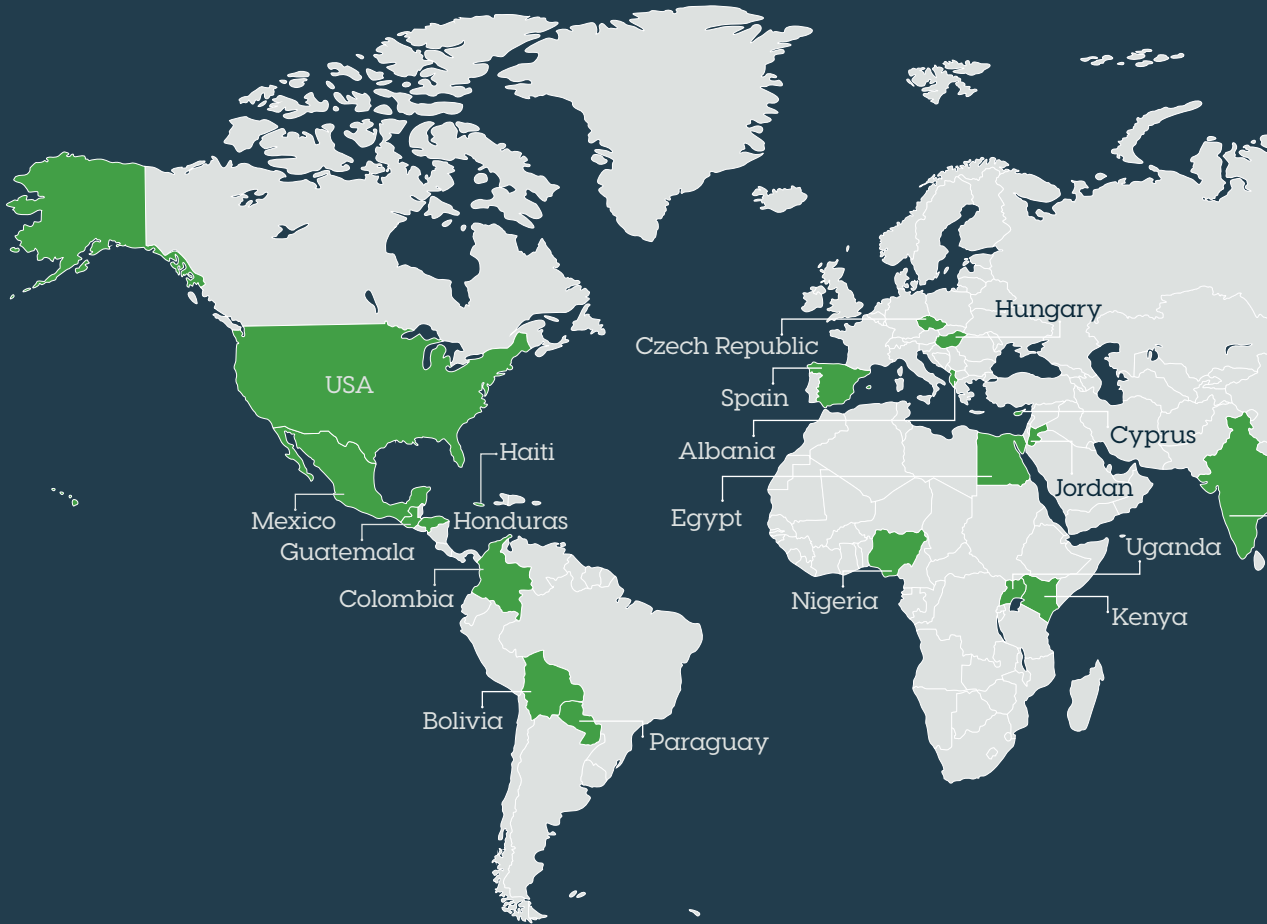 Hungary
Czech Republic
USA
Spain
Cyprus
Albania
Haiti
Jordan
Mexico
Honduras
Egypt
Guatemala
Uganda
Colombia
Nigeria
Kenya
Bolivia
Paraguay